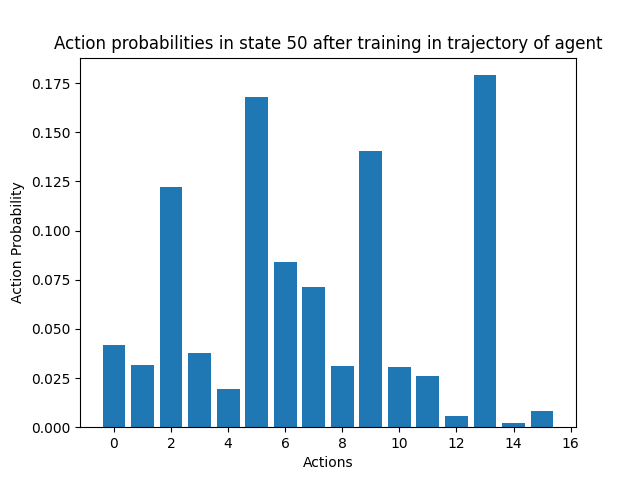 Action probabilities in state 50 after training in trajectory of agent
0.175
0.150
0.125
0.100
0.075
0.050
0.025
0.000
Action Probability
0 2 4 6 8 10 12 14 16
Actions